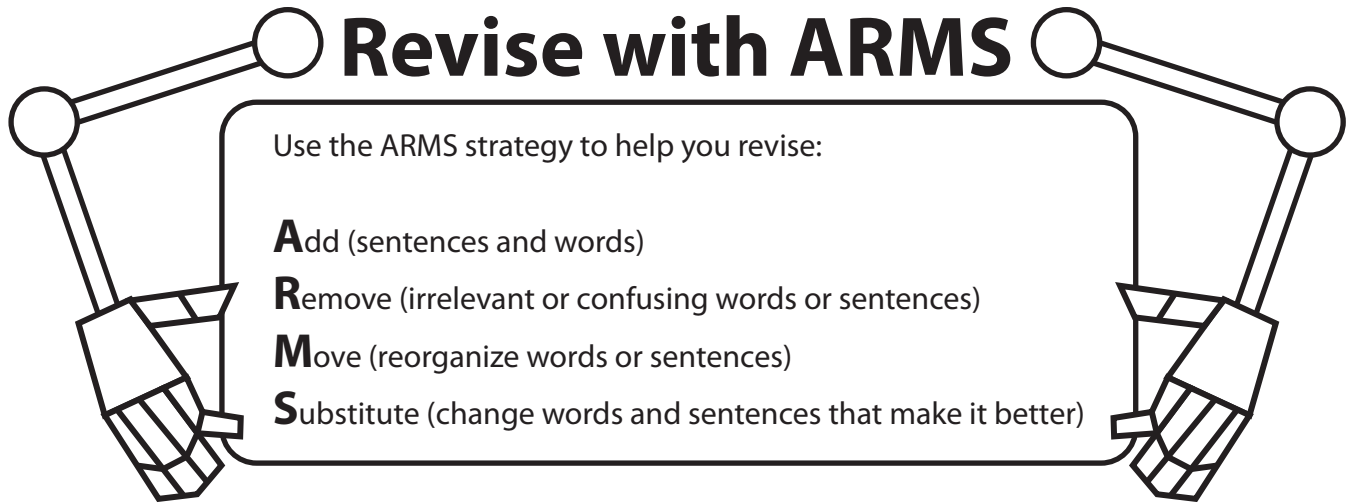 Revise with ARMS
Use the ARMS strategy to help you revise:
Add (sentences and words)
Remove (irrelevant or confusing words or sentences)
Move (reorganize words or sentences)
Substitute (change words and sentences that make it better)